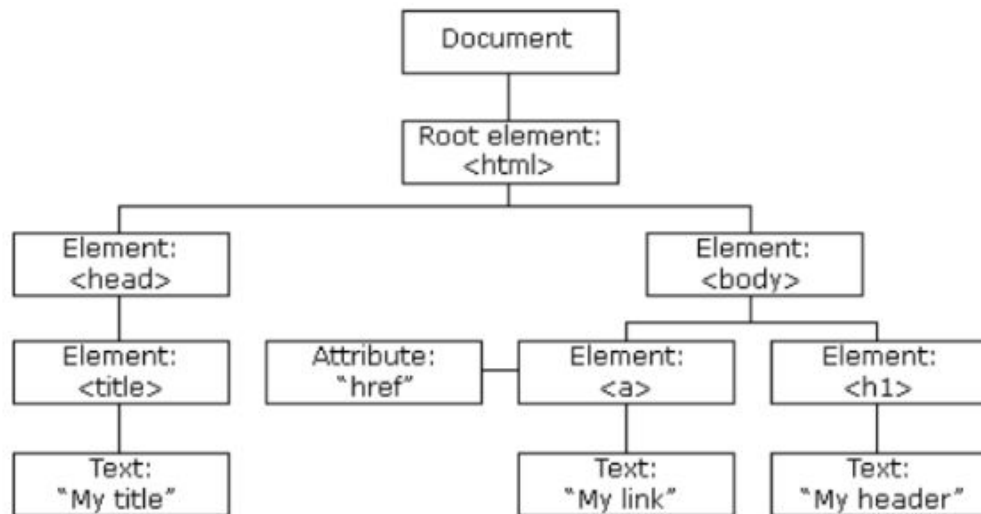 Document
Root element:
<html>
Element:
<head>
Element:
<body>
Element:
<title>
Attribute:
“href”
Element:
<a>
Element:
<h1>
Text:
“My title”
Text:
“My link”
Text:
“My header”